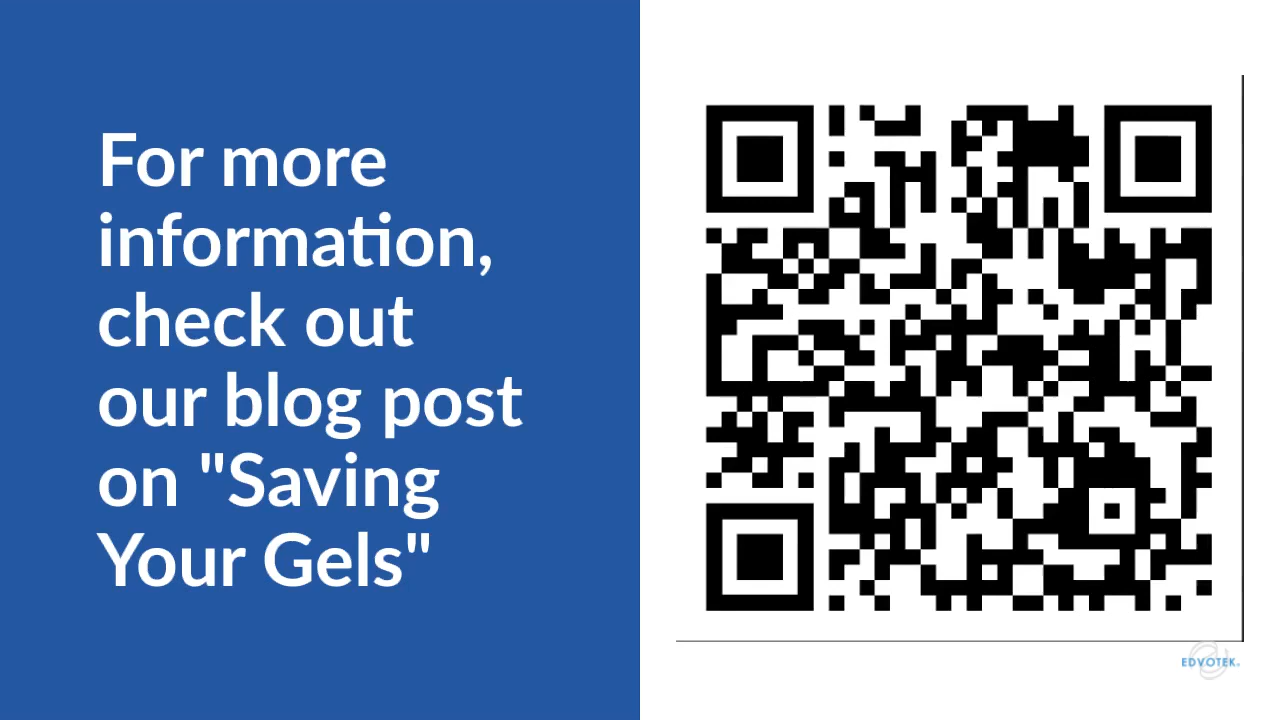 For more
information,
check out
our blog post
on "Saving
Your Gels"
EDVOTEK.